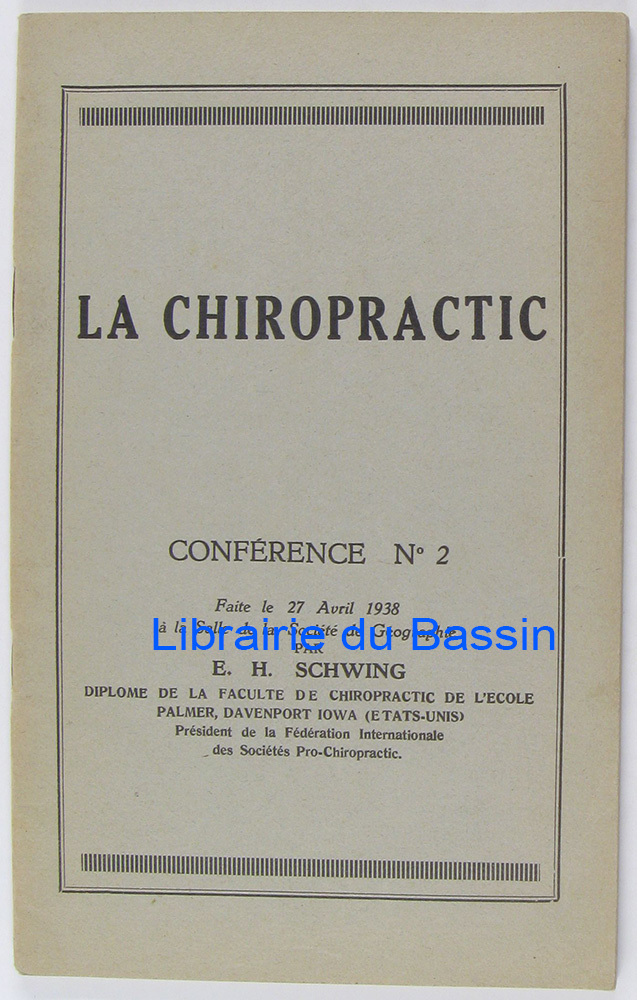 LA CHIROPRACTIC
CONFÉRENCE Nº 2
Faite le 27 Avril 1938
à la Salle de la Société de Géographie
Librairie du Bassin
PAR
E. H. SCHWING
DIPLOME DE LA FACULTE DE CHIROPRACTIC DE L'ECOLE
PALMER, DAVENPORT IOWA (ETATS-UNIS)
Président de la Fédération Internationale
des Sociétés Pro-Chiropractic.